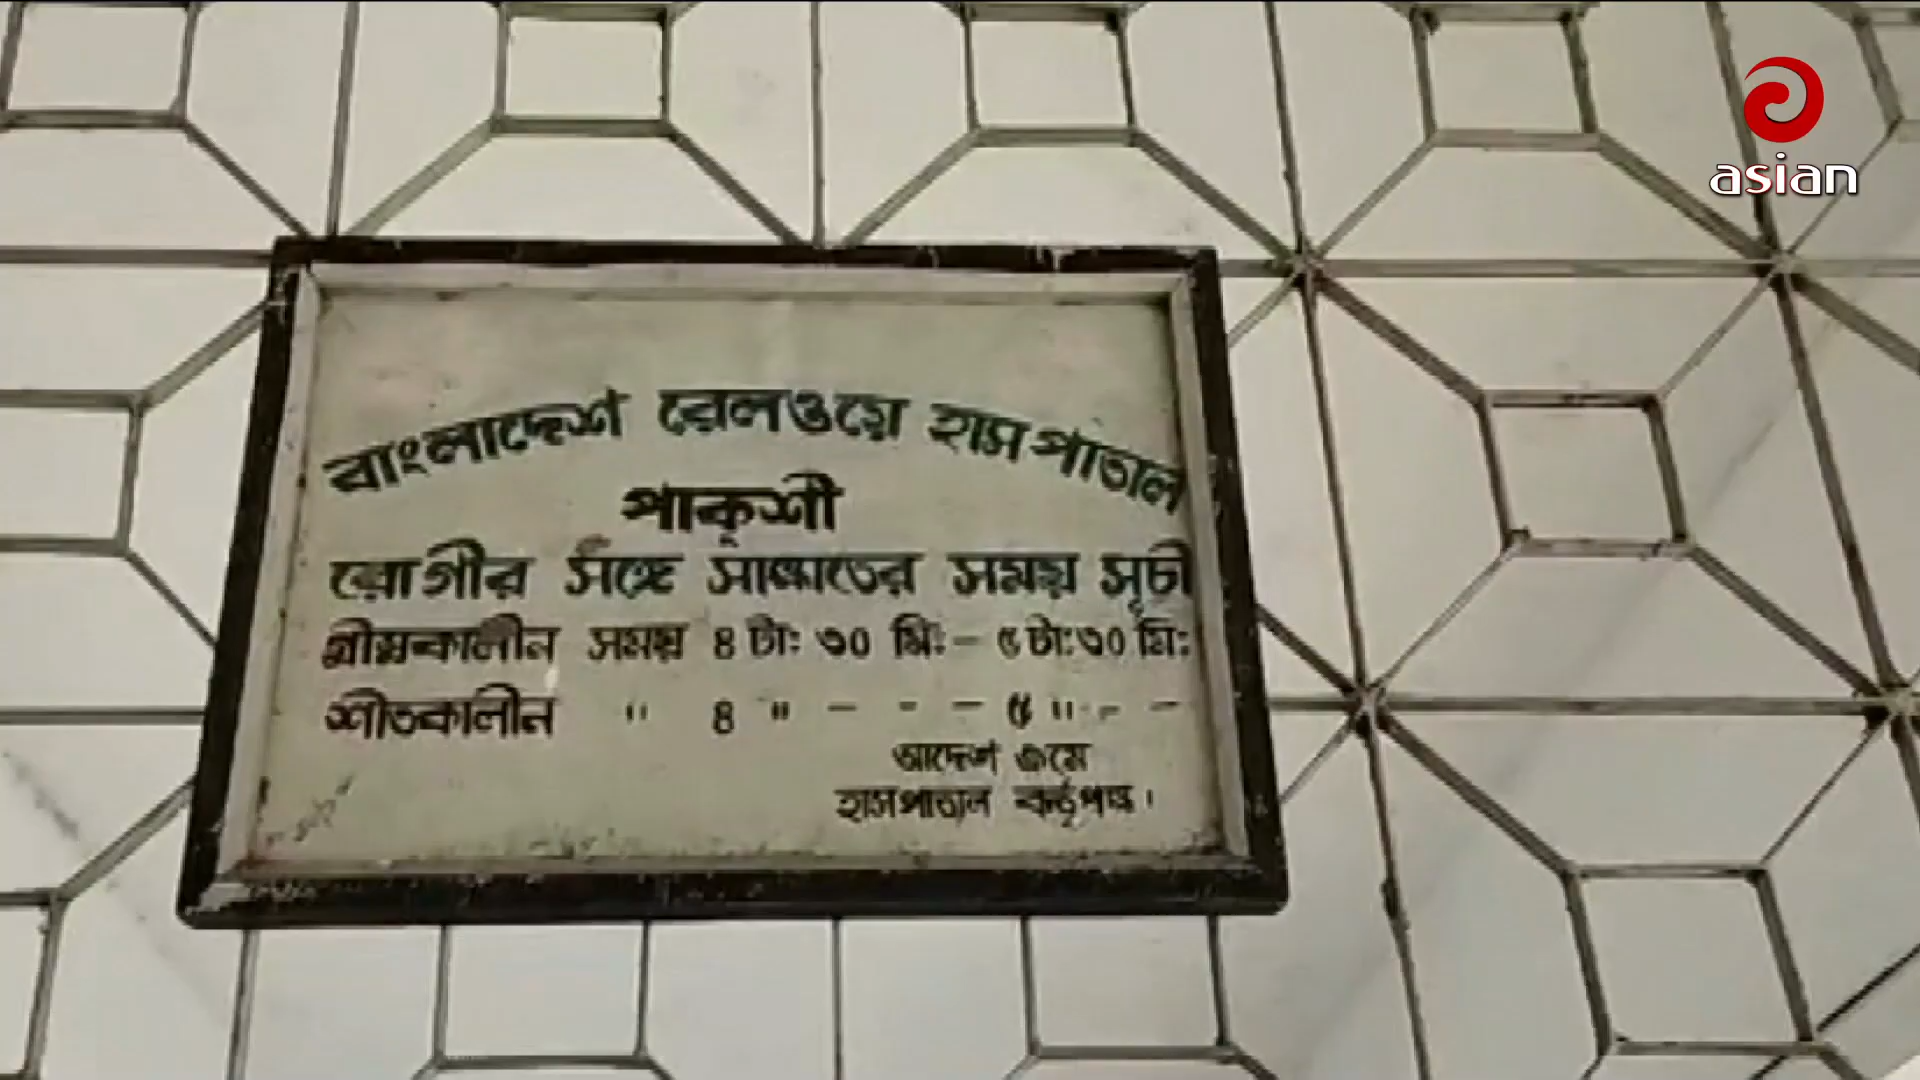 বাংলাদেশ রেলওয়ে হাসপাতাল
পাক্শী
রোগীর সঙ্গে সাক্ষাতের সময় সূচী
গ্রীষ্মকালীন সময় ৪ টা: ৩০ মি: – ৫ টা: ৩০ মি:
শীতকালীন " ৪ " – - – ৫ " - –
আদেশ ক্রমে
হাসপাতাল কর্তৃপক্ষ।
asian